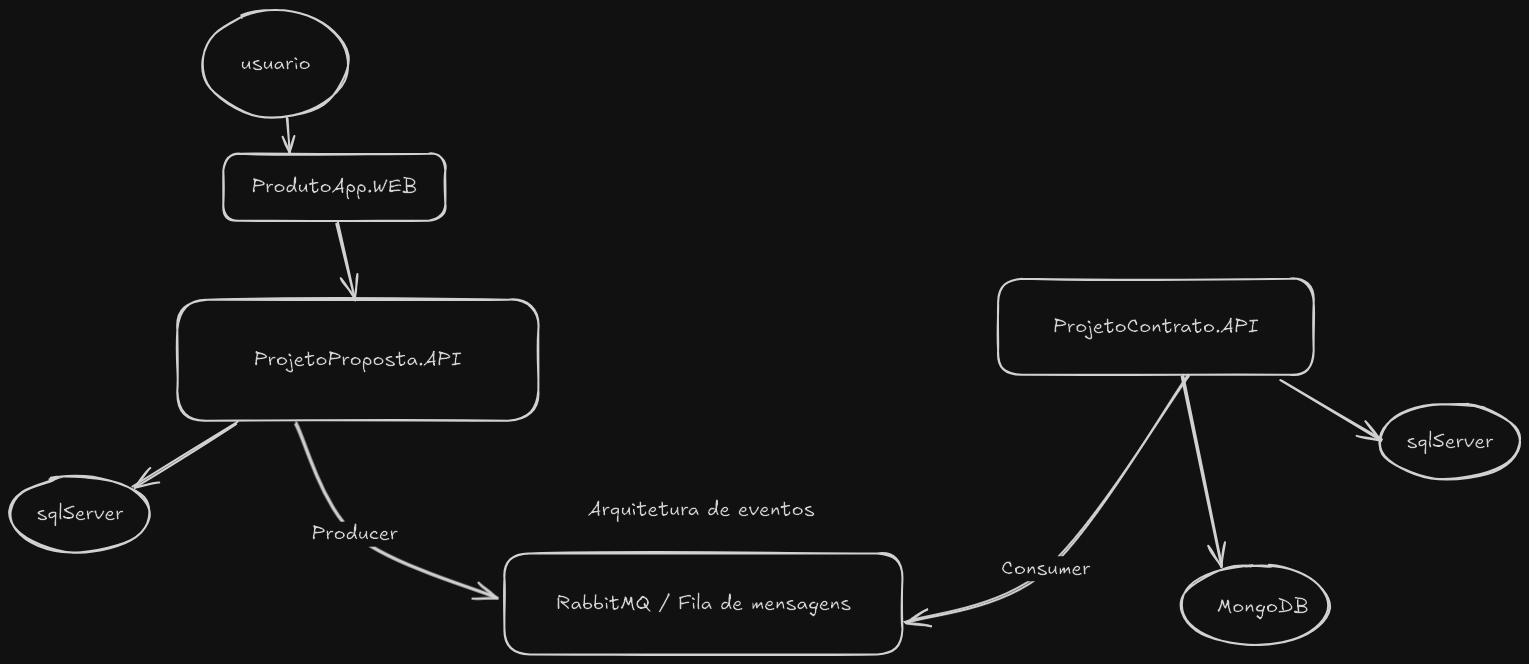 usuario
ProdutoApp.WEB
ProjetoProposta.API
ProjetoContrato.API
sqlServer
sqlServer
Arquitetura de eventos
Producer
Consumer
RabbitMQ / Fila de mensagens
MongoDB